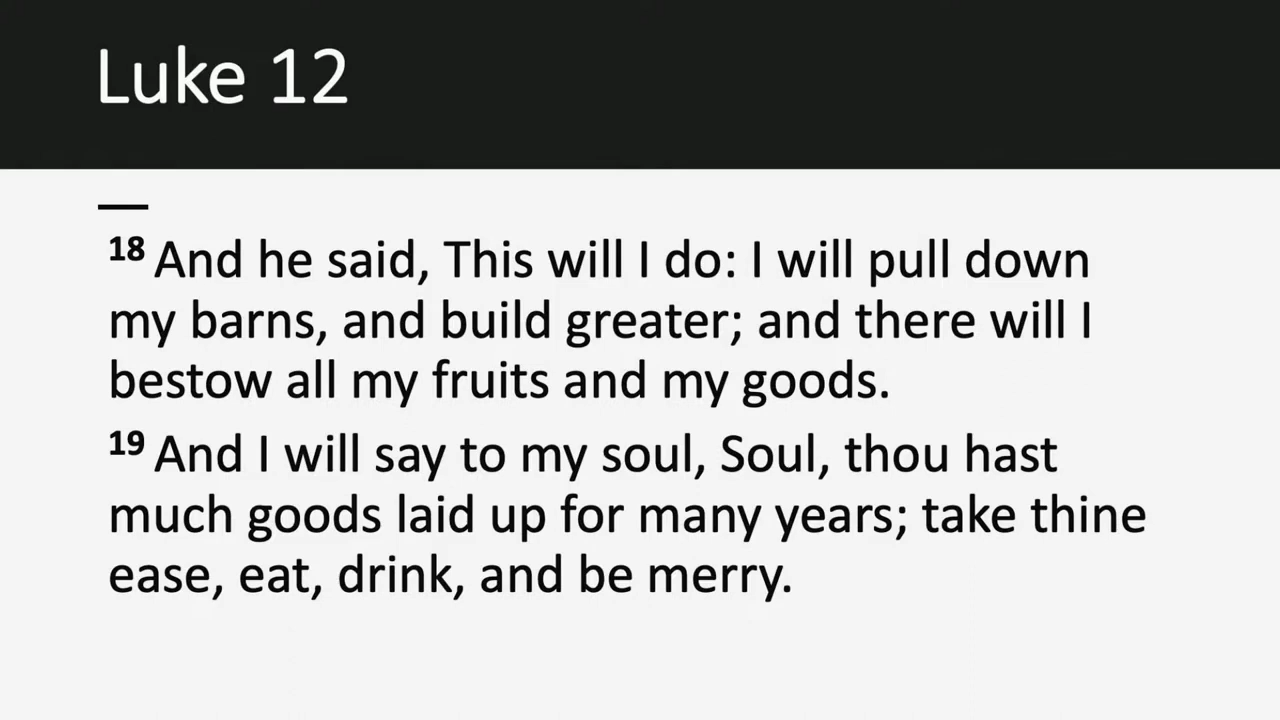 Luke 12
18 And he said, This will I do: I will pull down
my barns, and build greater; and there will I
bestow all my fruits and my goods.
19 And I will say to my soul, Soul, thou hast
much goods laid up for many years; take thine
ease, eat, drink, and be merry.